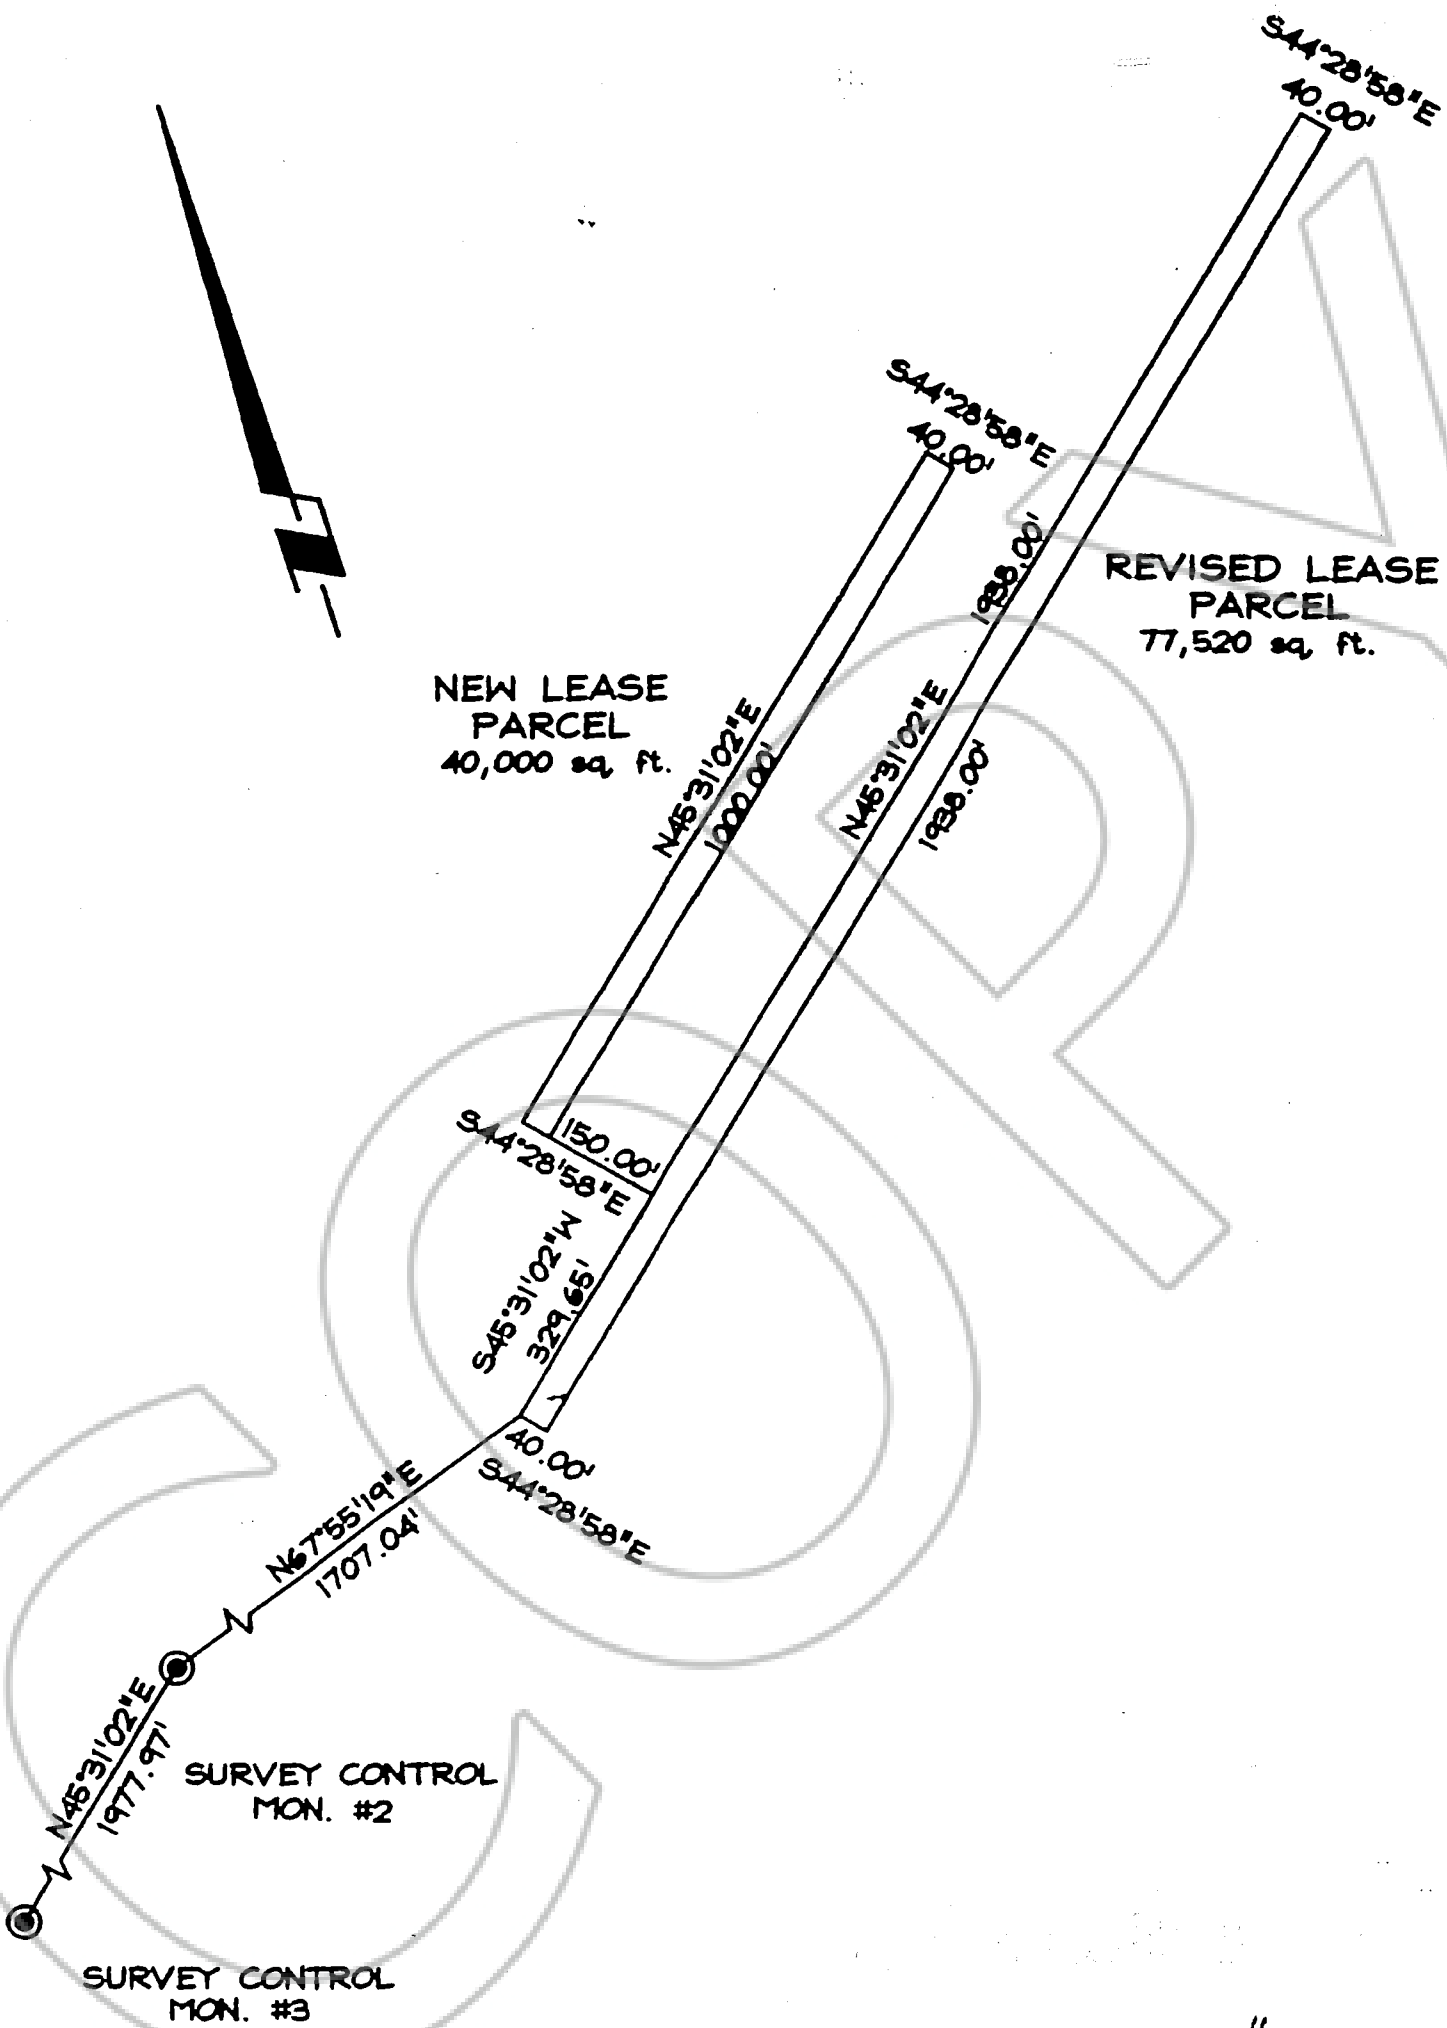 S44°28'58"E
40.00'
S44°28'58"E
40.00'
1938.00'
REVISED LEASE
PARCEL
77,520 sq. ft.
NEW LEASE
PARCEL
40,000 sq. ft.
N45°31'02"E
1000.00'
N45°31'02"E
1938.00'
150.00'
S44°28'58"E
S45°31'02"W
329.65'
40.00'
S44°28'58"E
N67°55'19"E
1707.04'
N45°31'02"E
1977.97'
SURVEY CONTROL
MON. #2
SURVEY CONTROL
MON. #3
COPY